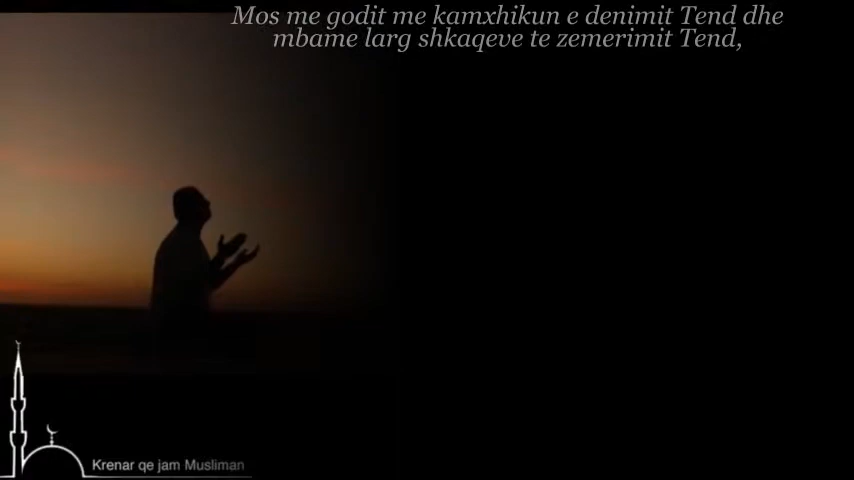 Mos me godit me kamxhikun e denimit Tend dhe
mbame larg shkaqeve te zemerimit Tend,
Krenar qe jam Musliman